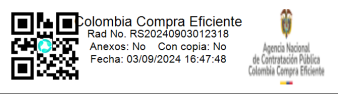 Colombia Compra Eficiente
Rad No. RS20240903012318
Anexos: No Con copia: No
Fecha: 03/09/2024 16:47:48
Agencia Nacional
de Contratación Pública
Colombia Compra Eficiente